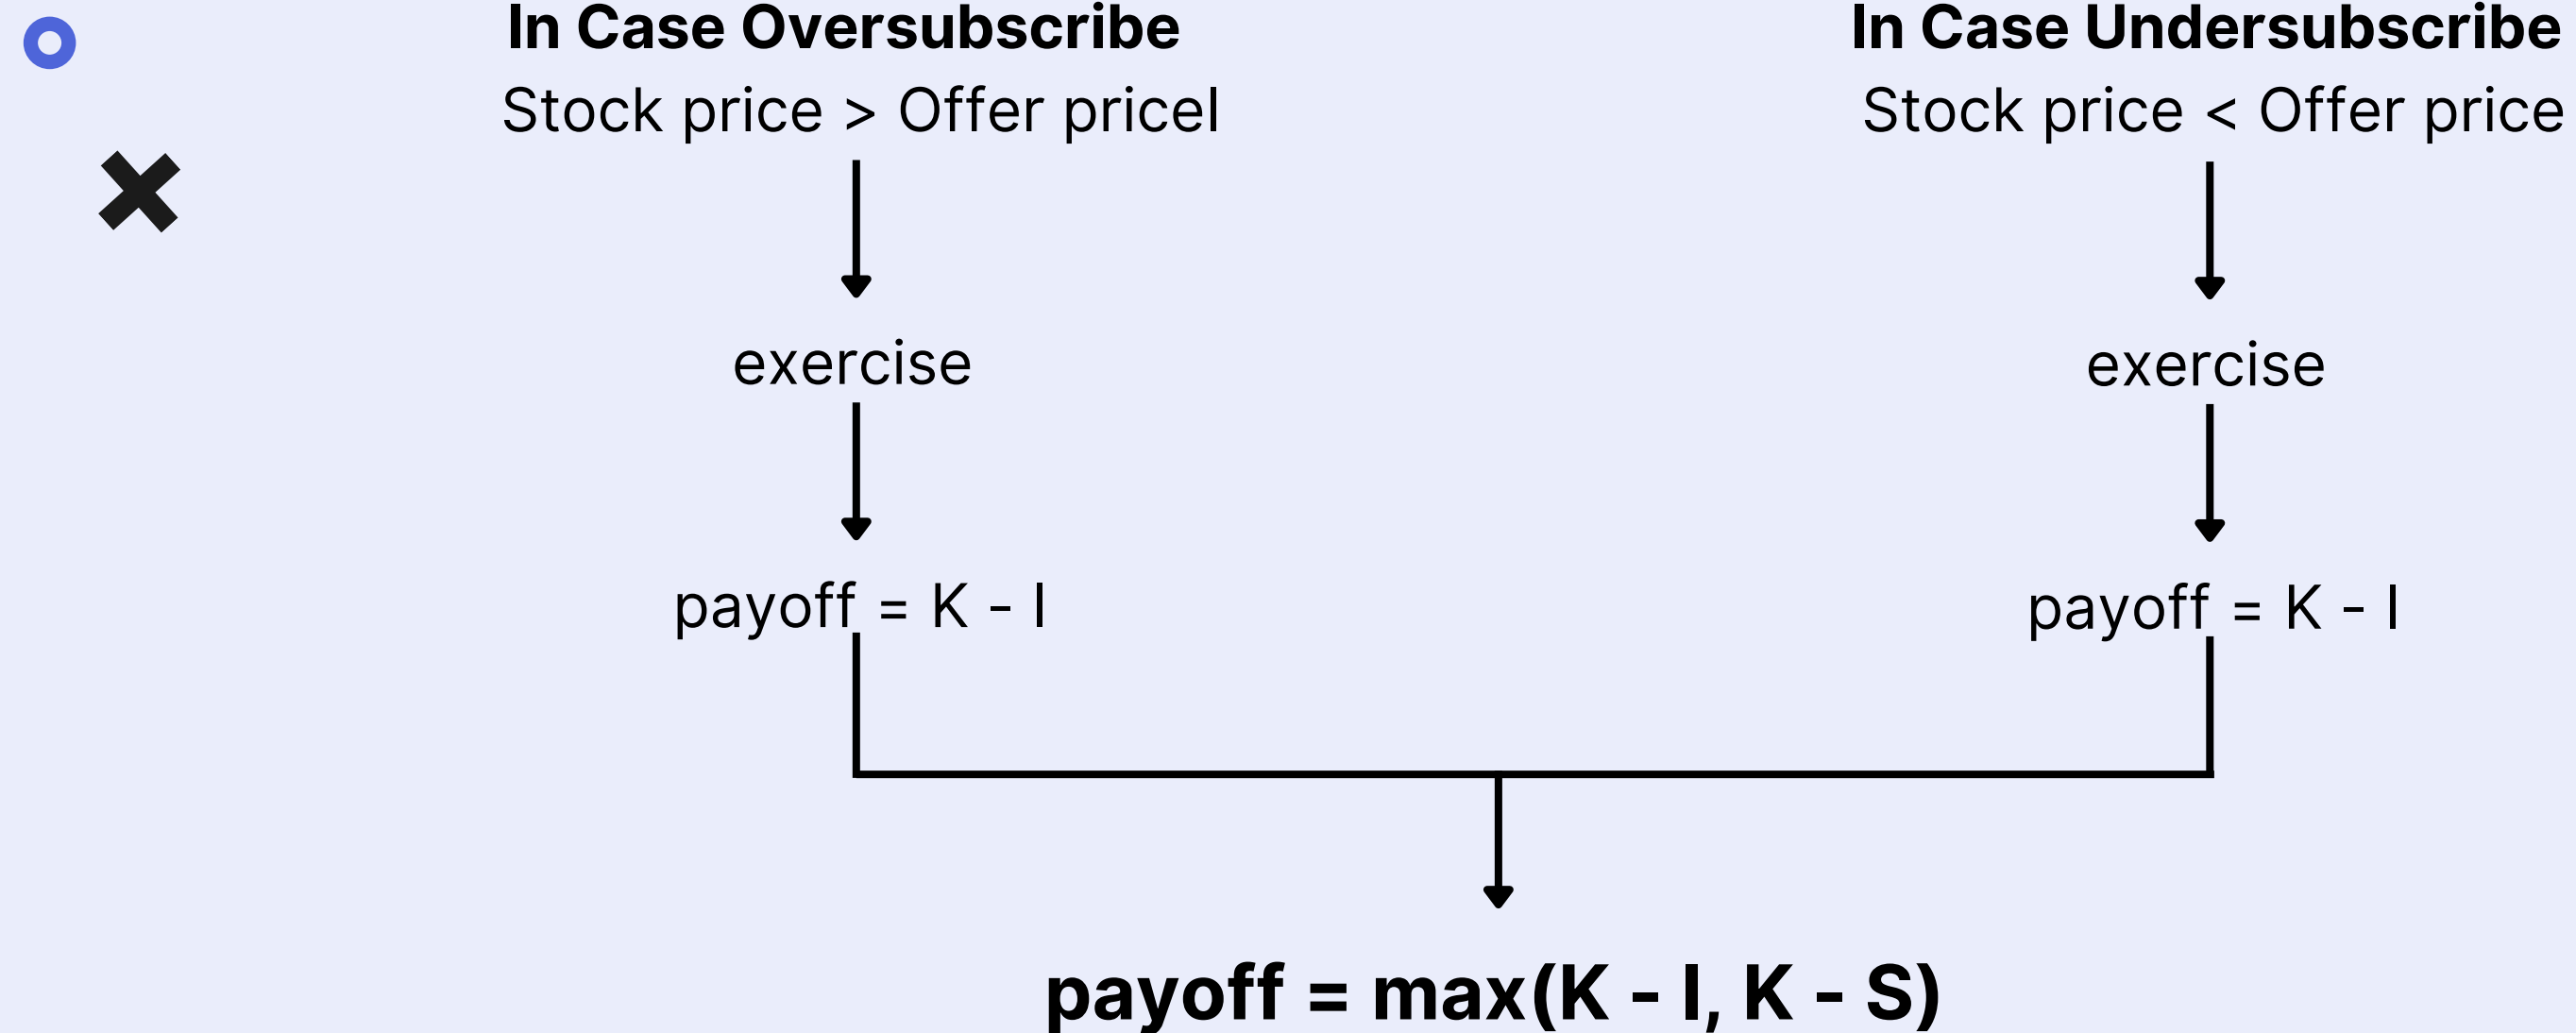 In Case Oversubscribe
Stock price > Offer priceI
exercise
payoff = K - I
In Case Undersubscribe
Stock price < Offer price
exercise
payoff = K - I
payoff = max(K - I, K - S)